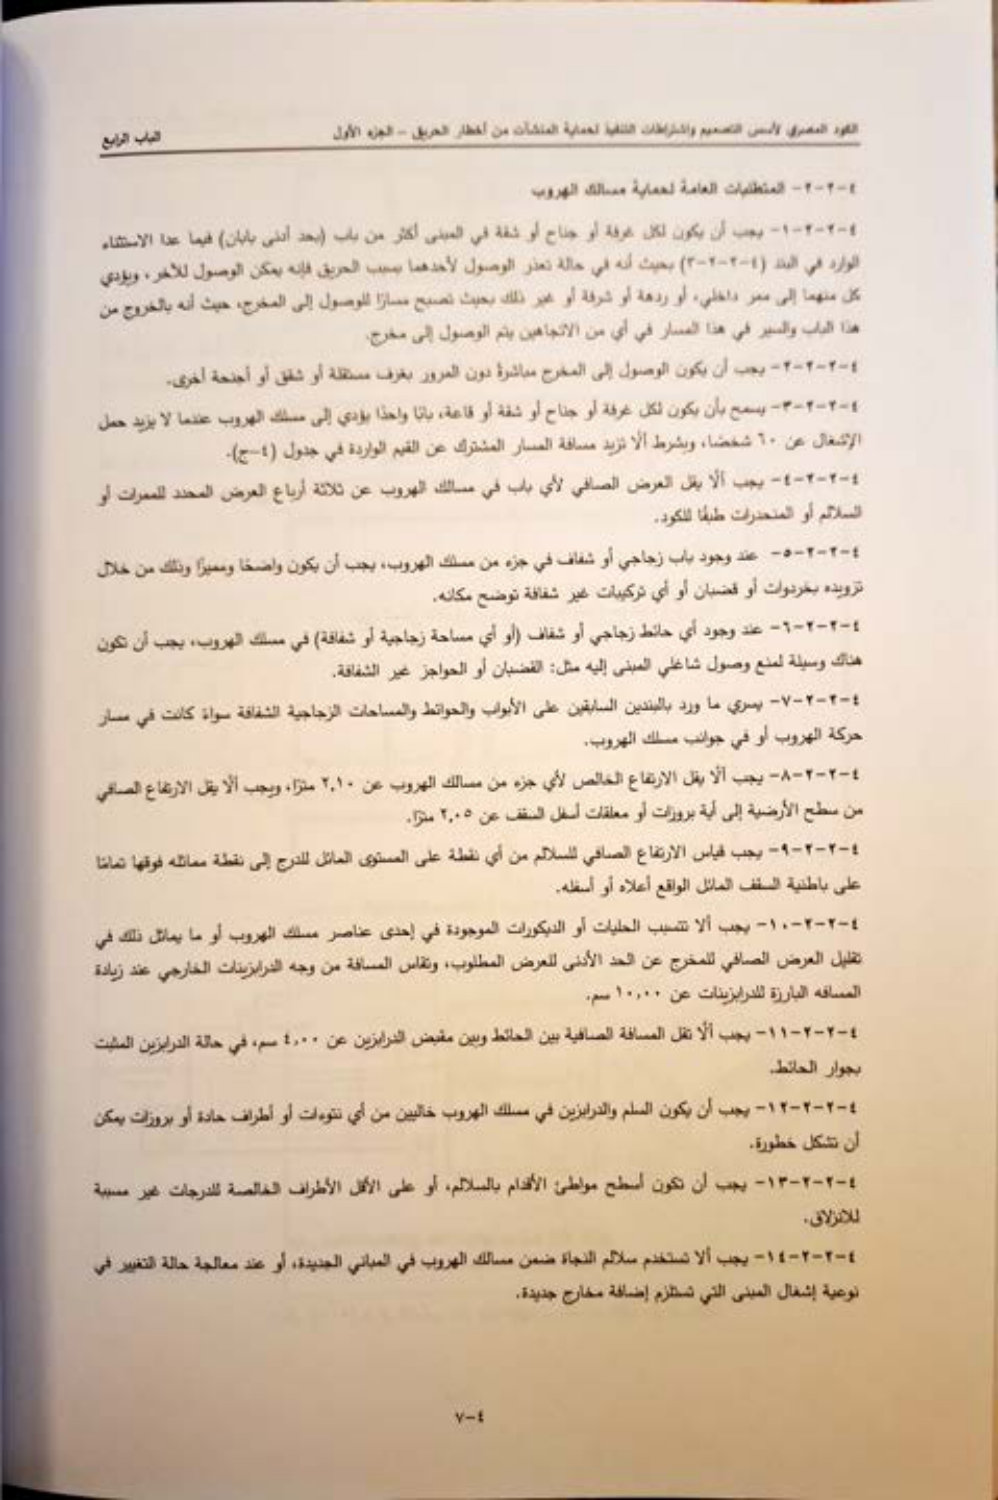 الكود المصري لأسس التصميم واشتراطات التنفيذ لحماية المنشآت من أخطار الحريق – الجزء الأول
الباب الرابع
٤-٢-٢- المتطلبات العامة لحماية مسالك الهروب
٤-٢-٢-١- يجب أن يكون لكل غرفة أو جناح أو شقة في المبنى أكثر من باب (بحد أدنى بابان) فيما عدا الاستثناء
الوارد في البند (٤-٢-٢-٣) بحيث أنه في حالة تعذر الوصول لأحدهما بسبب الحريق فإنه يمكن الوصول للآخر، ويؤدي
كل منهما إلى ممر داخلي، أو ردهة أو شرفة أو غير ذلك بحيث تصبح مسارًا للوصول إلى المخرج، حيث أنه بالخروج من
هذا الباب والسير في هذا المسار في أي من الاتجاهين يتم الوصول إلى مخرج.
٤-٢-٢-٢- يجب أن يكون الوصول إلى المخرج مباشرة دون المرور بغرف مستقلة أو شقق أو أجنحة أخرى.
٤-٢-٢-٣- يسمح بأن يكون لكل غرفة أو جناح أو شقة أو قاعة، بابًا واحدًا يؤدي إلى مسلك الهروب عندما لا يزيد حمل
الإشغال عن ٦٠ شخصًا، وبشرط ألا تزيد مسافة المسار المشترك عن القيم الواردة في جدول (٤-ج).
٤-٢-٢-٤- يجب ألّا يقل العرض الصافي لأي باب في مسالك الهروب عن ثلاثة أرباع العرض المحدد للممرات أو
السلالم أو المنحدرات طبقًا للكود.
٤-٢-٢-٥- عند وجود باب زجاجي أو شفاف في جزء من مسلك الهروب، يجب أن يكون واضحًا ومميزًا وذلك من خلال
تزويده بخردوات أو قضبان أو أي تركيبات غير شفافة توضح مكانه.
٤-٢-٢-٦- عند وجود أي حائط زجاجي أو شفاف (أو أي مساحة زجاجية أو شفافة) في مسلك الهروب، يجب أن تكون
هناك وسيلة لمنع وصول شاغلي المبنى إليه مثل: القضبان أو الحواجز غير الشفافة.
٤-٢-٢-٧- يسري ما ورد بالبندين السابقين على الأبواب والحوائط والمساحات الزجاجية الشفافة سواءً كانت في مسار
حركة الهروب أو في جوانب مسلك الهروب.
٤-٢-٢-٨- يجب ألّا يقل الارتفاع الخالص لأي جزء من مسالك الهروب عن ٢,١٠ مترًا، ويجب ألّا يقل الارتفاع الصافي
من سطح الأرضية إلى أية بروزات أو معلقات أسفل السقف عن ٢,٠٥ مترًا.
٤-٢-٢-٩- يجب قياس الارتفاع الصافي للسلالم من أي نقطة على المستوى المائل للدرج إلى نقطة مماثله فوقها تمامًا
على باطنية السقف المائل الواقع أعلاه أو أسفله.
٤-٢-٢-١٠- يجب ألا تتسبب الحليات أو الديكورات الموجودة في إحدى عناصر مسلك الهروب أو ما يماثل ذلك في
تقليل العرض الصافي للمخرج عن الحد الأدنى للعرض المطلوب، وتقاس المسافة من وجه الدرابزينات الخارجي عند زيادة
المسافه البارزة للدرابزينات عن ١٠,٠٠ سم.
٤-٢-٢-١١- يجب ألّا تقل المسافة الصافية بين الحائط وبين مقبض الدرابزين عن ٤,٠٠ سم، في حالة الدرابزين المثبت
بجوار الحائط.
٤-٢-٢-١٢- يجب أن يكون السلم والدرابزين في مسلك الهروب خاليين من أي نتوءات أو أطراف حادة أو بروزات يمكن
أن تشكل خطورة.
٤-٢-٢-١٣- يجب أن تكون أسطح مواطئ الأقدام بالسلالم، أو على الأقل الأطراف الخالصة للدرجات غير مسببة
للانزلاق.
٤-٢-٢-١٤- يجب ألا تستخدم سلالم النجاة ضمن مسالك الهروب في المباني الجديدة، أو عند معالجة حالة التغيير في
نوعية إشغال المبنى التي تستلزم إضافة مخارج جديدة.
٤-٧